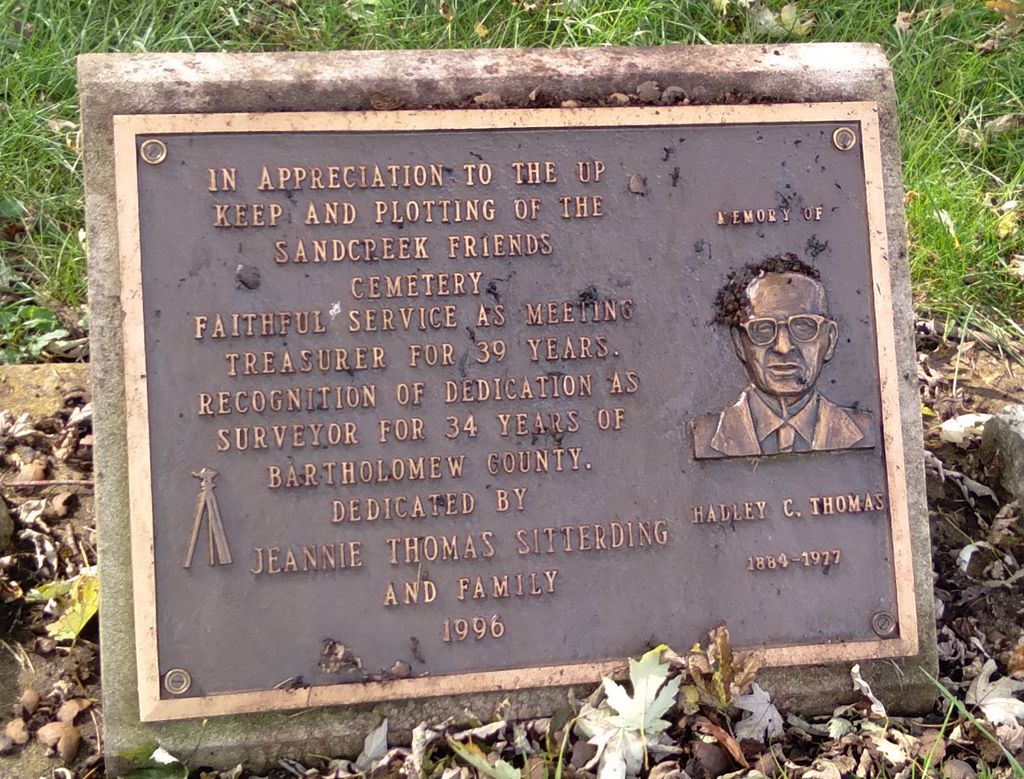 IN APPRECIATION TO THE UP
KEEP AND PLOTTING OF THE
SANDCREEK FRIENDS
CEMETERY
FAITHFUL SERVICE AS MEETING
TREASURER FOR 39 YEARS.
RECOGNITION OF DEDICATION AS
SURVEYOR FOR 34 YEARS OF
BARTHOLOMEW COUNTY.
DEDICATED BY
JEANNIE THOMAS SITTERDING
AND FAMILY
1996
MEMORY OF
HADLEY C. THOMAS
1884-1977